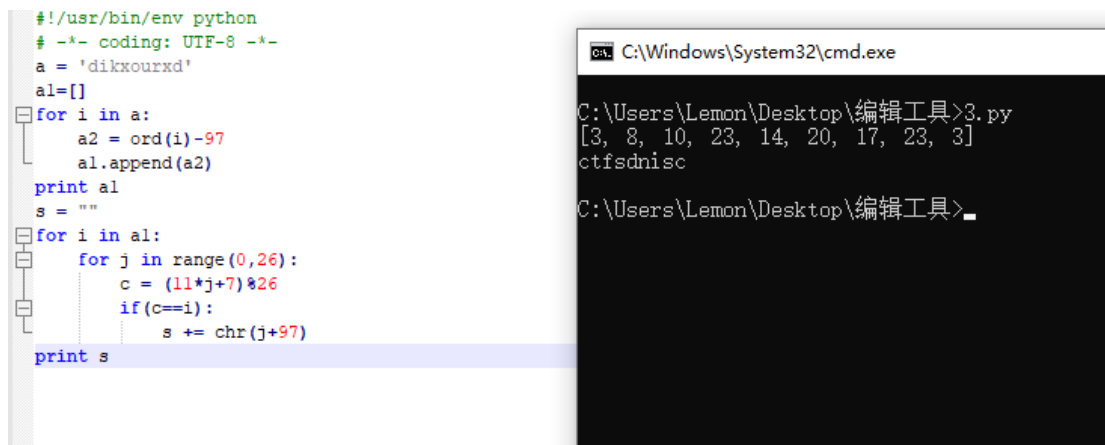 #!/usr/bin/env python
# -*- coding: UTF-8 -*-
a = 'dikxourxd'
a1=[]
for i in a:
    a2 = ord(i)-97
    a1.append(a2)
print a1
s = ""
for i in a1:
    for j in range(0,26):
        c = (11*j+7)%26
        if(c==i):
            s += chr(j+97)
print s
C:\Windows\System32\cmd.exe
C:\Users\Lemon\Desktop\编辑工具>3.py
[3, 8, 10, 23, 14, 20, 17, 23, 3]
ctfsdnisc
C:\Users\Lemon\Desktop\编辑工具>